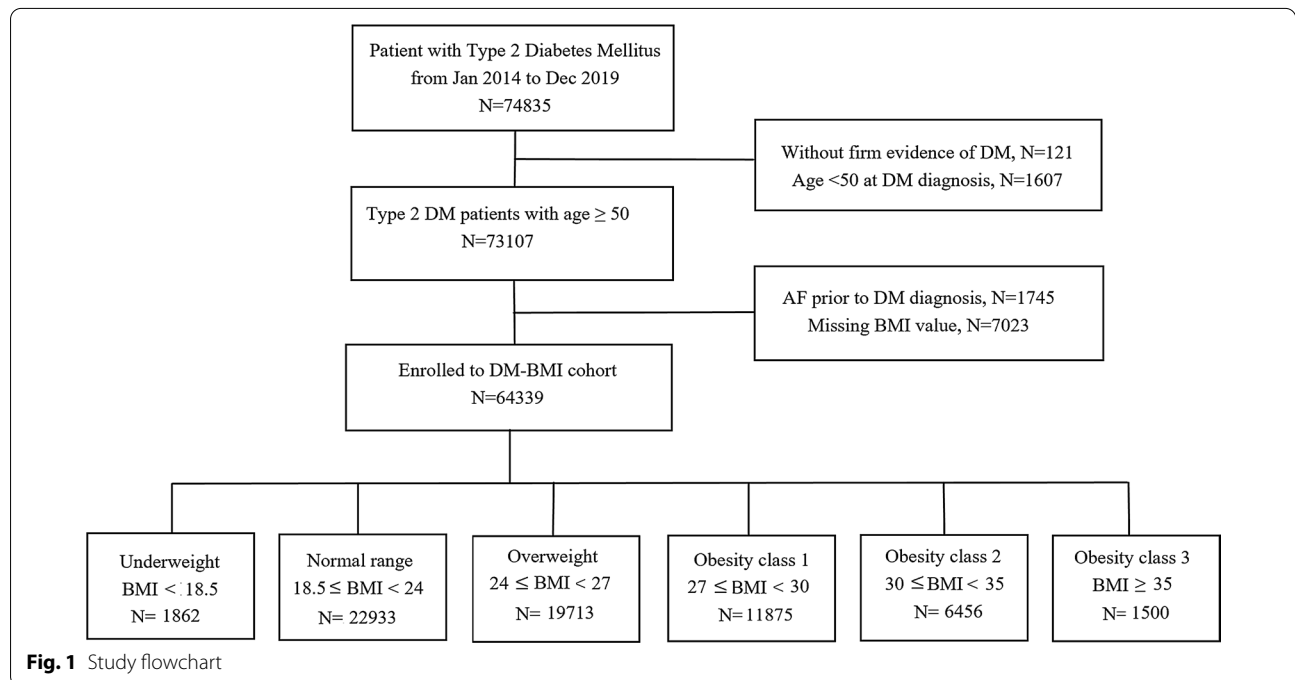 Patient with Type 2 Diabetes Mellitus
from Jan 2014 to Dec 2019
N=74835
Without firm evidence of DM, N=121
Age <50 at DM diagnosis, N=1607
Type 2 DM patients with age ≥ 50
N=73107
AF prior to DM diagnosis, N=1745
Missing BMI value, N=7023
Enrolled to DM-BMI cohort
N=64339
Underweight
BMI < 18.5
N= 1862
Normal range
18.5 ≤ BMI < 24
N= 22933
Overweight
24 ≤ BMI < 27
N= 19713
Obesity class 1
27 ≤ BMI < 30
N=11875
Obesity class 2
30 ≤ BMI < 35
N= 6456
Obesity class 3
BMI ≥ 35
N= 1500
Fig. 1 Study flowchart